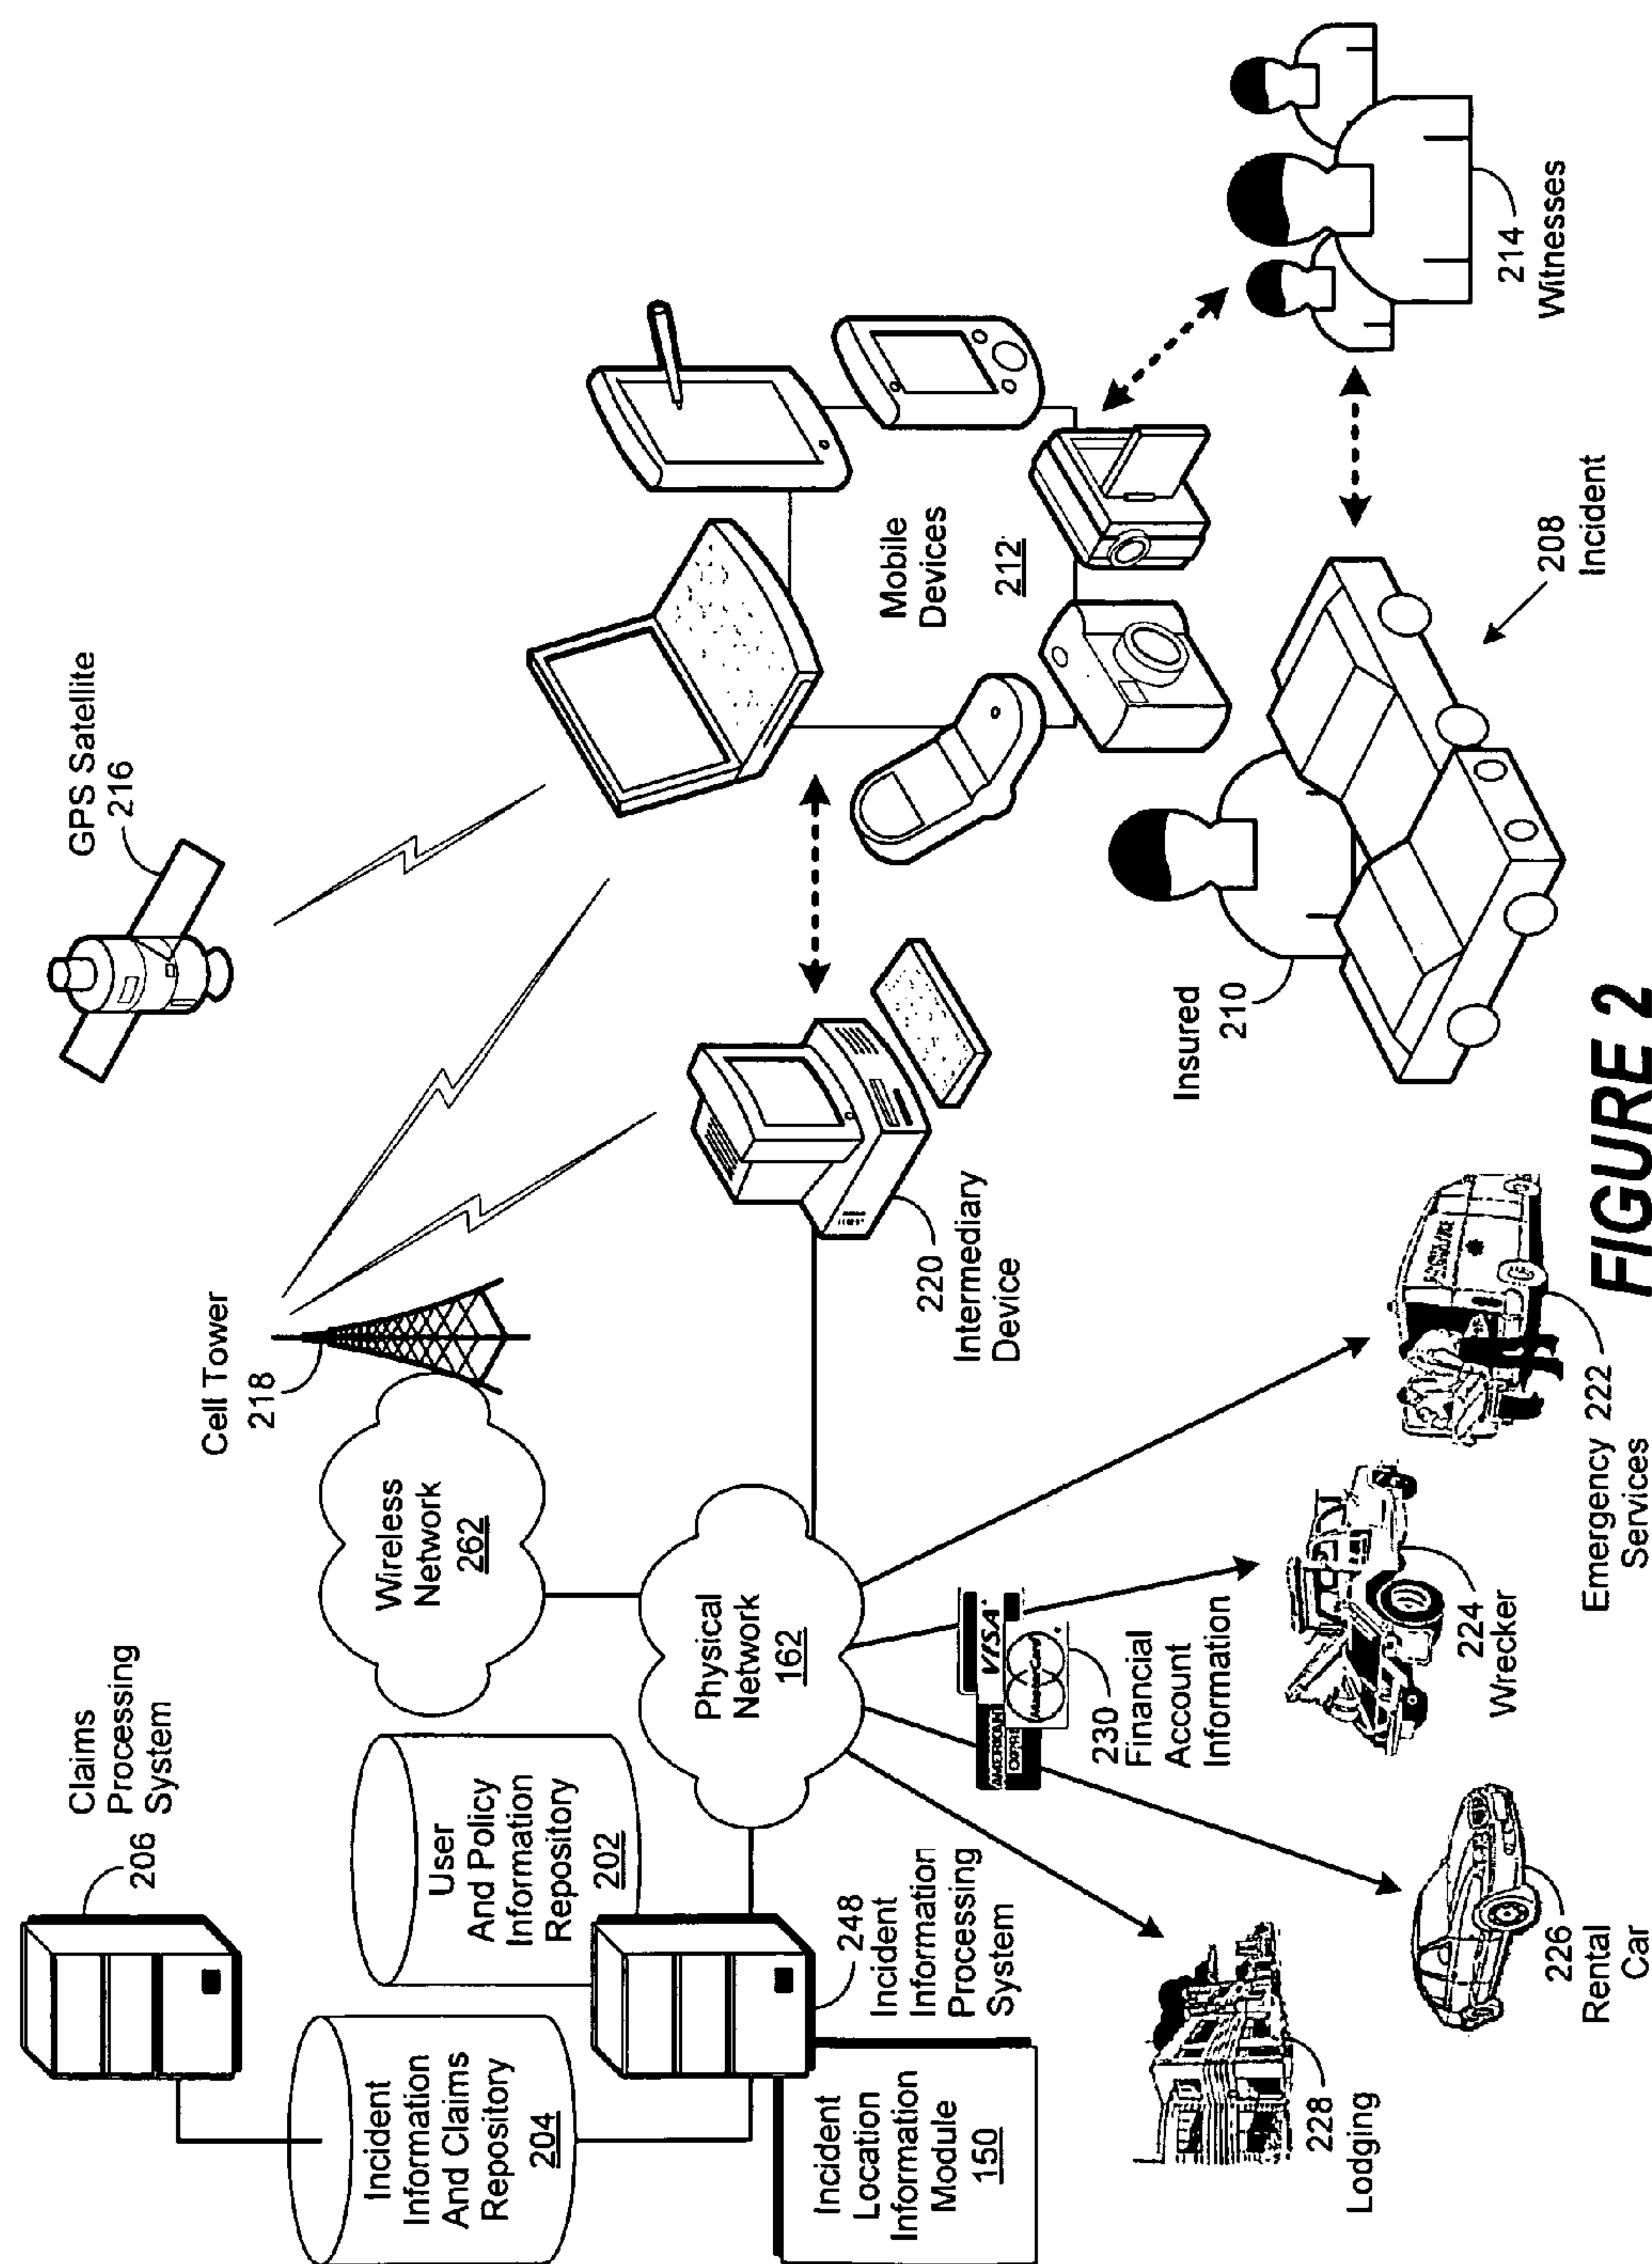 206
Claims
Processing
System
Incident
Information
And Claims
Repository
204
User
And Policy
Information
Repository
202
Incident
Location
Information
Module
150
248
Incident
Information
Processing
System
Wireless
Network
262
Physical
Network
162
Cell Tower
218
GPS Satellite
216
220
Intermediary
Device
Mobile
Devices
212
214
Witnesses
208
Incident
Insured
210
VISA
MasterCard
AMERICAN
EXPRE
230
Financial
Account
Information
228
Lodging
226
Rental
Car
224
Wrecker
Emergency 222
Services
FIGURE 2